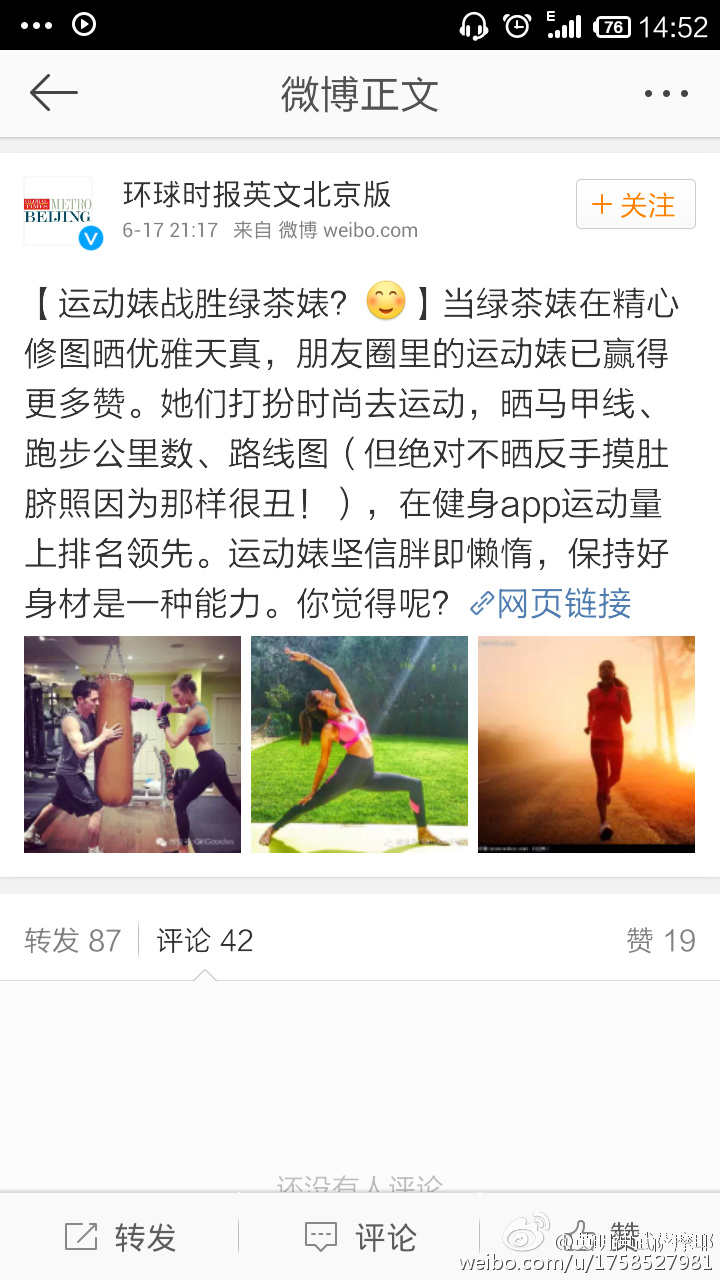 E
76
14:52
微博正文
GLOBAL TIMES METRO
BEIJING
V
环球时报英文北京版
6-17 21:17 来自 微博 weibo.com
+ 关注
【运动婊战胜绿茶婊？😊】当绿茶婊在精心
修图晒优雅天真，朋友圈里的运动婊已赢得
更多赞。她们打扮时尚去运动，晒马甲线、
跑步公里数、路线图（但绝对不晒反手摸肚
脐照因为那样很丑！），在健身app运动量
上排名领先。运动婊坚信胖即懒惰，保持好
身材是一种能力。你觉得呢？网页链接
转发 87
评论 42
赞 19
还没有人评论
转发
评论
赞
weibo.com/u/1758527981